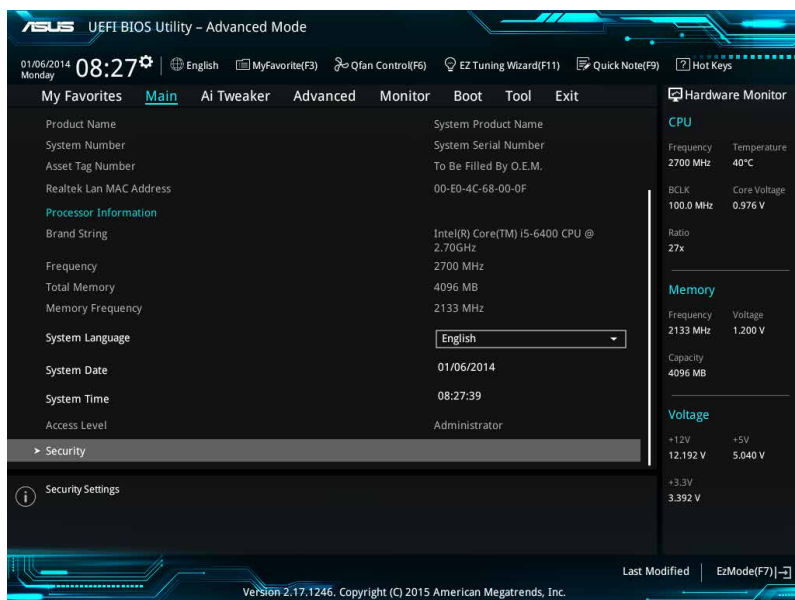 ASUS UEFI BIOS Utility – Advanced Mode
01/06/2014
Monday
08:27
English
MyFavorite(F3)
Qfan Control(F6)
EZ Tuning Wizard(F11)
Quick Note(F9)
? Hot Keys
My Favorites Main Ai Tweaker Advanced Monitor Boot Tool Exit
Product Name System Product Name
System Number System Serial Number
Asset Tag Number To Be Filled By O.E.M.
Realtek Lan MAC Address 00-E0-4C-68-00-0F
Processor Information
Brand String Intel(R) Core(TM) i5-6400 CPU @
2.70GHz
Frequency 2700 MHz
Total Memory 4096 MB
Memory Frequency 2133 MHz
System Language English
System Date 01/06/2014
System Time 08:27:39
Access Level Administrator
Security
Security Settings
Hardware Monitor
CPU
Frequency Temperature
2700 MHz 40°C
BCLK Core Voltage
100.0 MHz 0.976 V
Ratio
27x
Memory
Frequency Voltage
2133 MHz 1.200 V
Capacity
4096 MB
Voltage
+12V +5V
12.192 V 5.040 V
+3.3V
3.392 V
Last Modified EzMode(F7)
Version 2.17.1246. Copyright (C) 2015 American Megatrends, Inc.